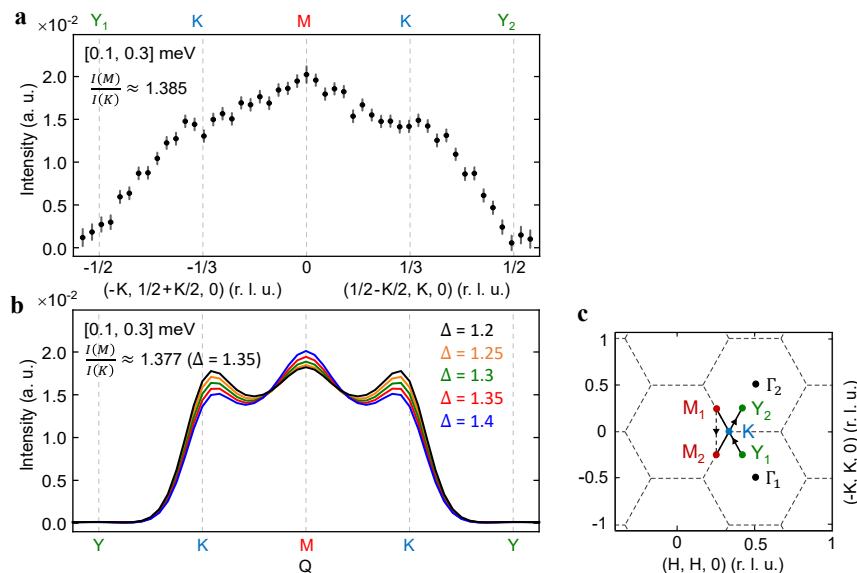 a
Y₁ K M K Y₂
×10⁻²
[0.1, 0.3] meV
I(M)/I(K) ≈ 1.385
Intensity (a. u.)
2.0
1.5
1.0
0.5
0.0
-1/2 -1/3 0 1/3 1/2
(-K, 1/2+K/2, 0) (r. l. u.) (1/2-K/2, K, 0) (r. l. u.)
b
×10⁻²
[0.1, 0.3] meV
I(M)/I(K) ≈ 1.377 (Δ = 1.35)
Δ = 1.2
Δ = 1.25
Δ = 1.3
Δ = 1.35
Δ = 1.4
Intensity (a. u.)
2.0
1.5
1.0
0.5
0.0
Y K M K Y
Q
c
1
0.5
0
-0.5
-1
Γ₂
M₁ Y₂
K
M₂ Y₁
Γ₁
0 0.5 1
(H, H, 0) (r. l. u.)
(-K, K, 0) (r. l. u.)